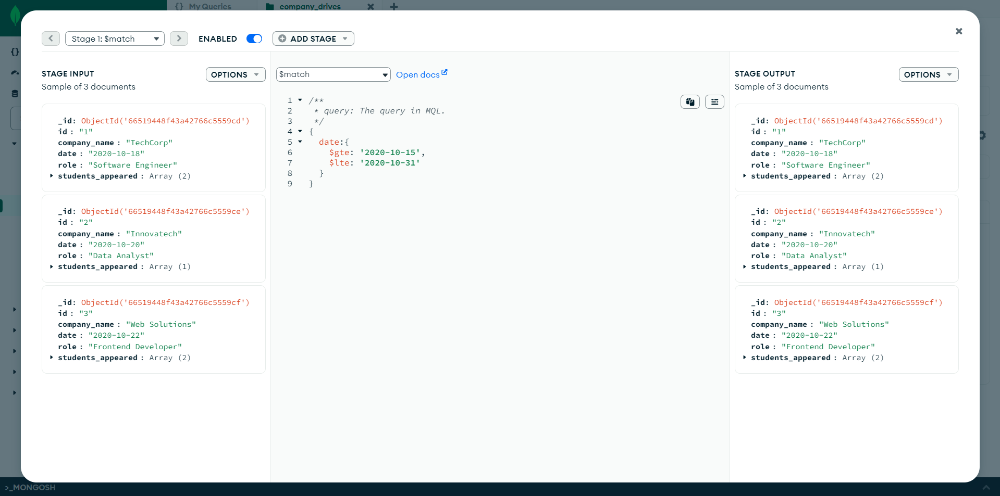 {} My Queries
company_drives
Stage 1: $match
ENABLED
ADD STAGE
STAGE INPUT
OPTIONS
Sample of 3 documents
_id: ObjectId('66519448f43a42766c5559cd')
id : "1"
company_name : "TechCorp"
date : "2020-10-18"
role : "Software Engineer"
students_appeared : Array (2)
_id: ObjectId('66519448f43a42766c5559ce')
id : "2"
company_name : "Innovatech"
date : "2020-10-20"
role : "Data Analyst"
students_appeared : Array (1)
_id: ObjectId('66519448f43a42766c5559cf')
id : "3"
company_name : "Web Solutions"
date : "2020-10-22"
role : "Frontend Developer"
students_appeared : Array (2)
$match
Open docs
1 /**
2 * query: The query in MQL.
3 */
4 {
5 date:{
6 $gte: '2020-10-15',
7 $lte: '2020-10-31'
8 }
9 }
STAGE OUTPUT
OPTIONS
Sample of 3 documents
_id: ObjectId('66519448f43a42766c5559cd')
id : "1"
company_name : "TechCorp"
date : "2020-10-18"
role : "Software Engineer"
students_appeared : Array (2)
_id: ObjectId('66519448f43a42766c5559ce')
id : "2"
company_name : "Innovatech"
date : "2020-10-20"
role : "Data Analyst"
students_appeared : Array (1)
_id: ObjectId('66519448f43a42766c5559cf')
id : "3"
company_name : "Web Solutions"
date : "2020-10-22"
role : "Frontend Developer"
students_appeared : Array (2)
>_MONGOSH